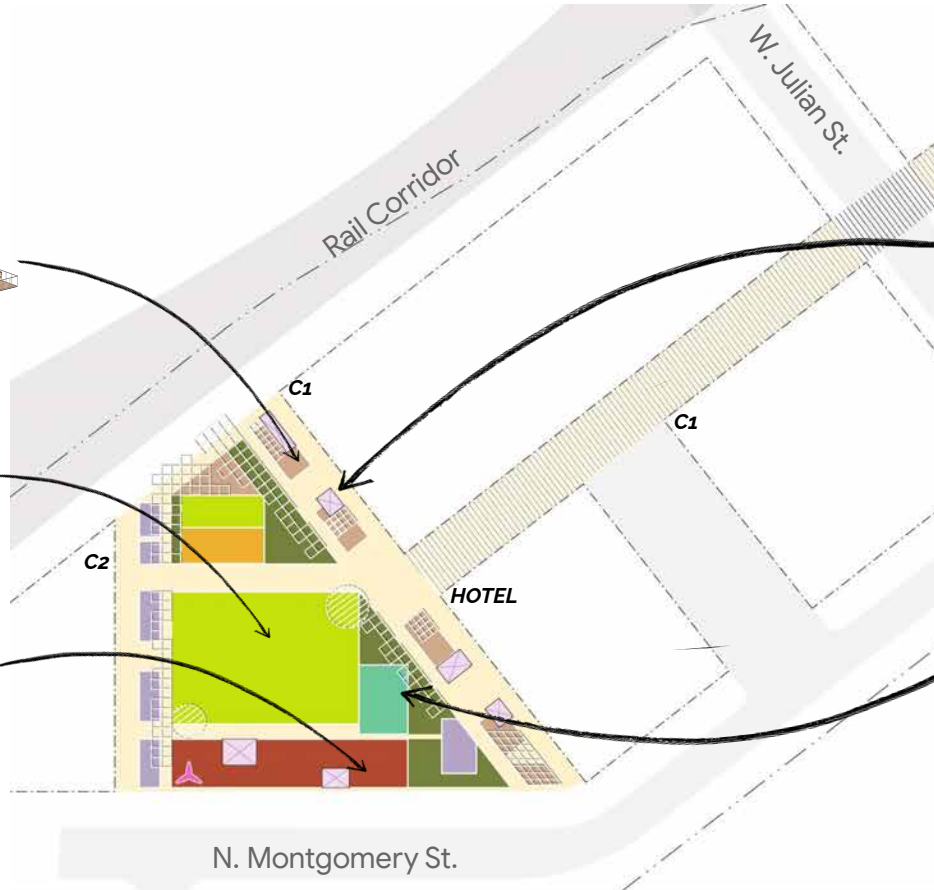 W. Julian St.
Rail Corridor
C1
C1
C2
HOTEL
N. Montgomery St.